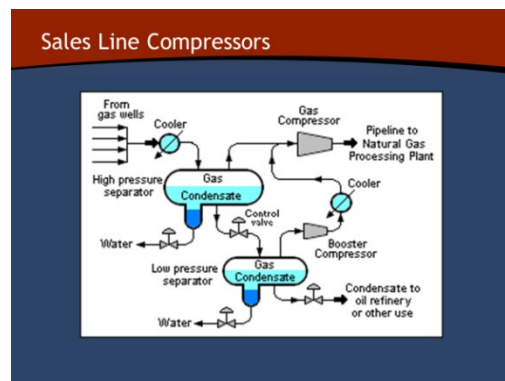 Sales Line Compressors
From
gas wells
Cooler
Gas
Compressor
Pipeline to
Natural Gas
Processing Plant
High pressure
separator
Gas
Condensate
Cooler
Control
valve
Water
Booster
Compressor
Low pressure
separator
Gas
Condensate
Condensate to
oil refinery
or other use
Water